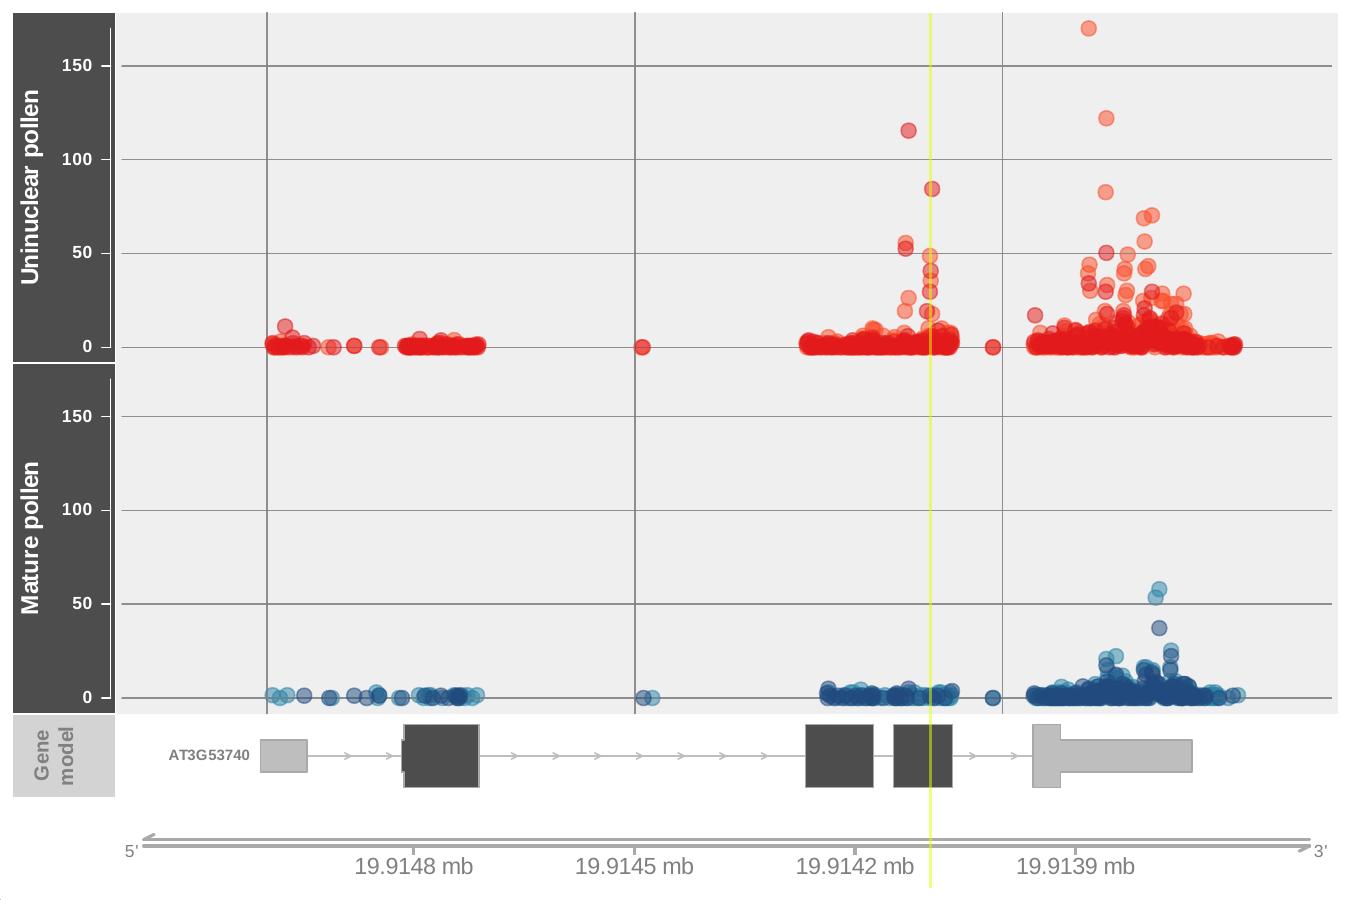 Uninuclear pollen
150
100
50
0
Mature pollen
150
100
50
0
Gene
model
AT3G53740
5'
3'
19.9148 mb
19.9145 mb
19.9142 mb
19.9139 mb